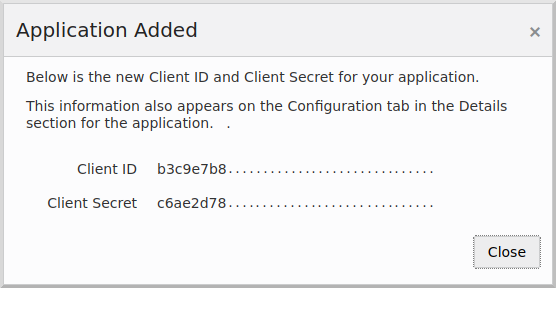 Application Added
×
Below is the new Client ID and Client Secret for your application.
This information also appears on the Configuration tab in the Details
section for the application.   .
Client ID b3c9e7b8..............................
Client Secret c6ae2d78..............................
Close